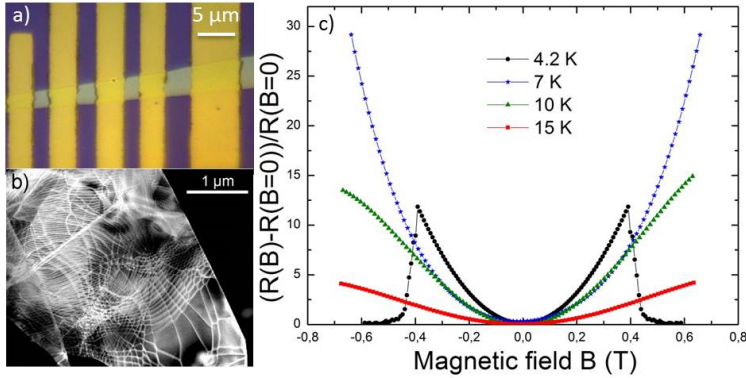 a)
5 µm
b)
1 µm
c)
(R(B)-R(B=0))/R(B=0)
30
25
20
15
10
5
0
4.2 K
7 K
10 K
15 K
-0,8 -0,6 -0,4 -0,2 0,0 0,2 0,4 0,6 0,8
Magnetic field B (T)